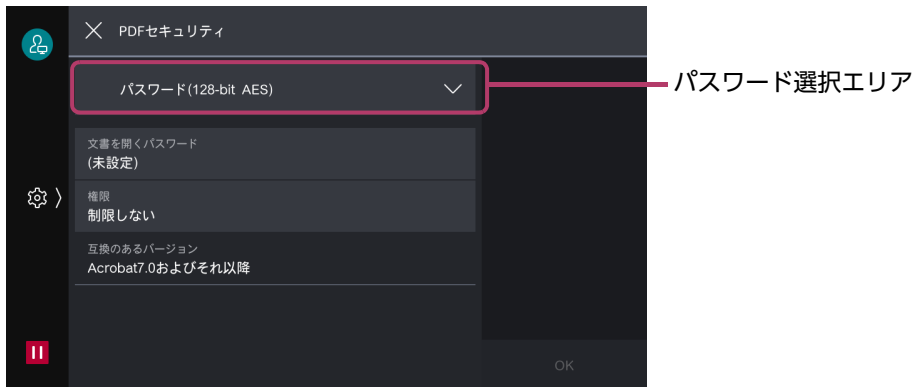 PDFセキュリティ
パスワード(128-bit AES)
パスワード選択エリア
文書を開くパスワード
(未設定)
権限
制限しない
互換のあるバージョン
Acrobat7.0およびそれ以降
OK